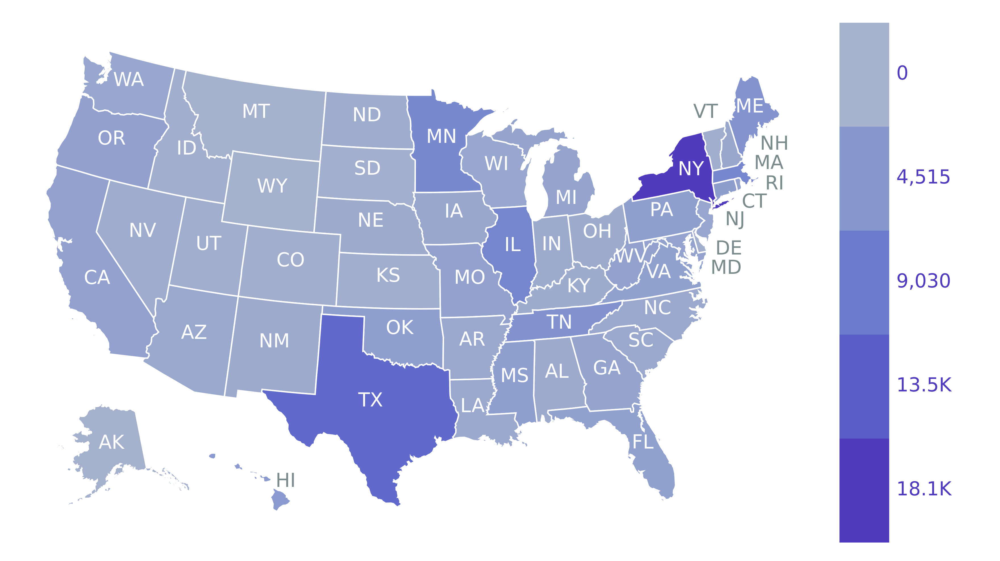 WA
MT
ND
MN
VT
ME
OR
ID
SD
WI
NH
MA
NY
RI
WY
MI
CT
PA
IA
NE
NJ
NV
OH
UT
IL
IN
DE
CO
WV
MD
VA
KS
MO
CA
KY
NC
TN
OK
AZ
AR
SC
NM
GA
AL
MS
TX
LA
AK
FL
HI
0
4,515
9,030
13.5K
18.1K